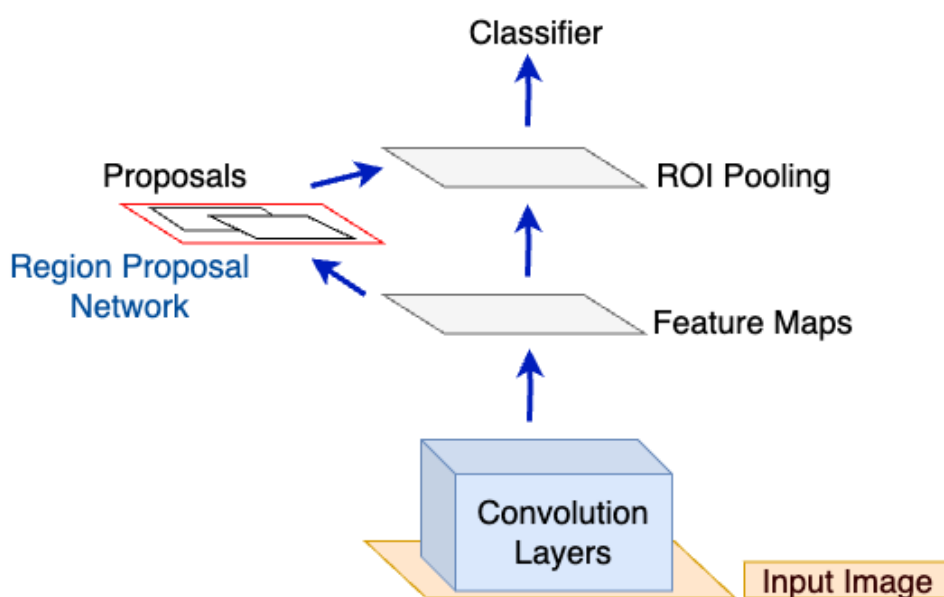 Classifier
Proposals
ROI Pooling
Region Proposal
Network
Feature Maps
Convolution
Layers
Input Image